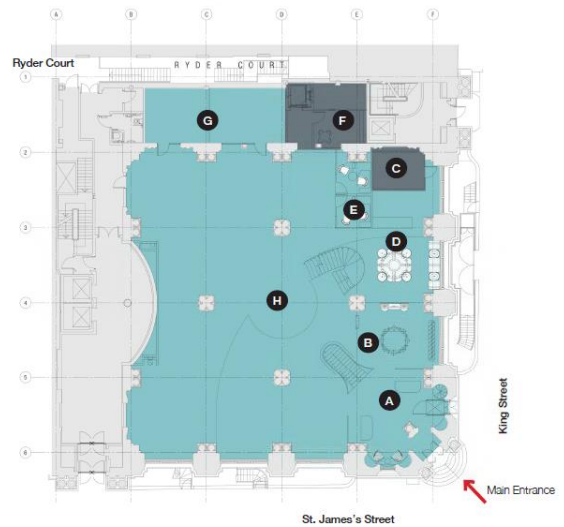 A B C D E F
Ryder Court
RYDER COURT
1
G
F
2
C
E
3
D
H
4
B
5
A
King Street
6
Main Entrance
St. James's Street